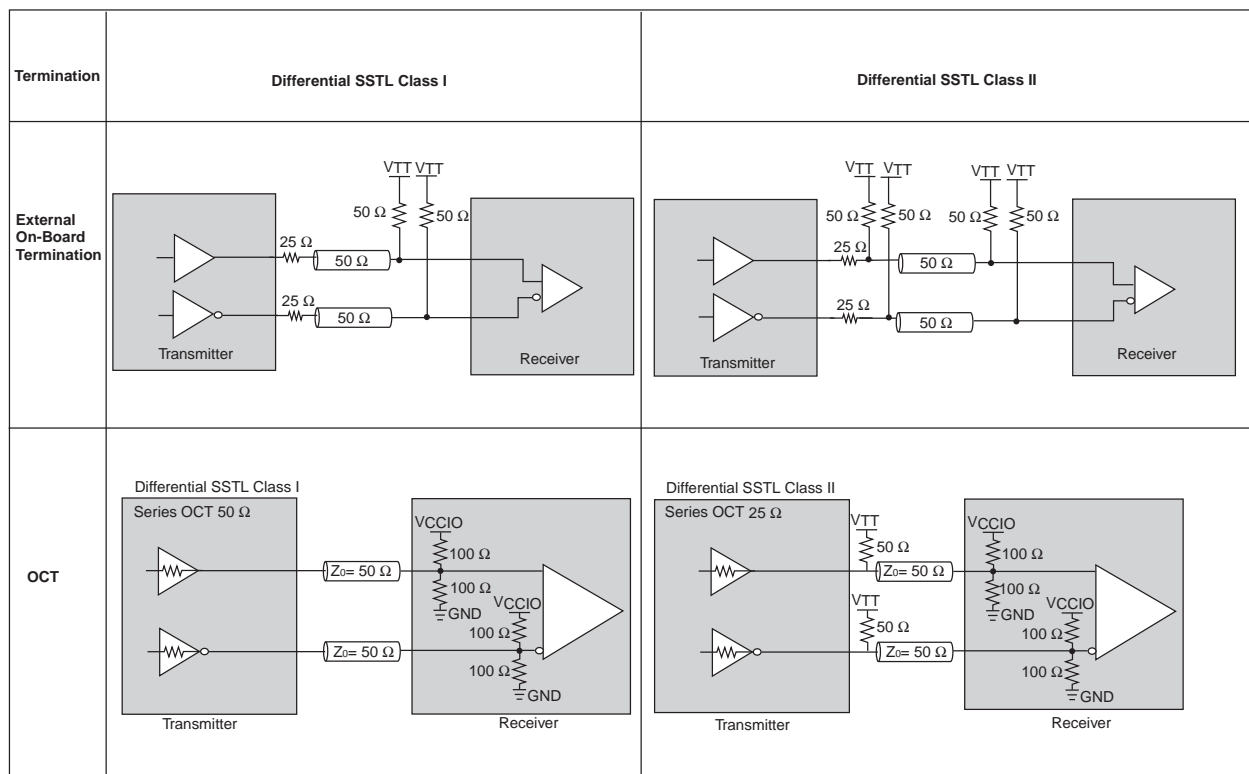 Termination
Differential SSTL Class I
Differential SSTL Class II
External
On-Board
Termination
VTT VTT
50 Ω
50 Ω
25 Ω
50 Ω
25 Ω
50 Ω
Transmitter
Receiver
VTT VTT
VTT VTT
50 Ω
50 Ω
50 Ω
50 Ω
25 Ω
50 Ω
25 Ω
50 Ω
Transmitter
Receiver
OCT
Differential SSTL Class I
Series OCT 50 Ω
Z0= 50 Ω
Z0= 50 Ω
VCCIO
100 Ω
100 Ω
GND
VCCIO
100 Ω
100 Ω
GND
Transmitter
Receiver
Differential SSTL Class II
Series OCT 25 Ω
VTT
50 Ω
Z0= 50 Ω
VTT
50 Ω
Z0= 50 Ω
VCCIO
100 Ω
100 Ω
GND
VCCIO
100 Ω
100 Ω
GND
Transmitter
Receiver